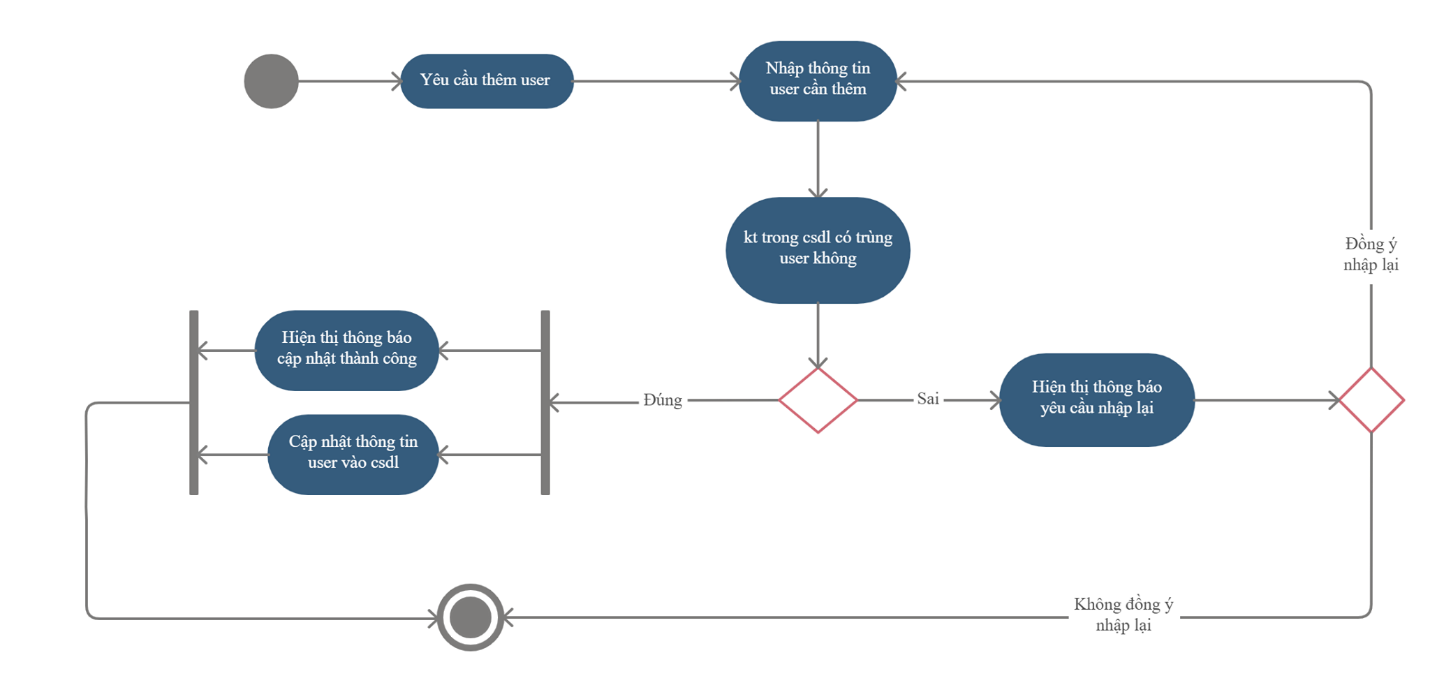 Yêu cầu thêm user
Nhập thông tin
user cần thêm
kt trong csdl có trùng
user không
Đồng ý
nhập lại
Hiện thị thông báo
cập nhật thành công
Cập nhật thông tin
user vào csdl
Đúng
Sai
Hiện thị thông báo
yêu cầu nhập lại
Không đồng ý
nhập lại